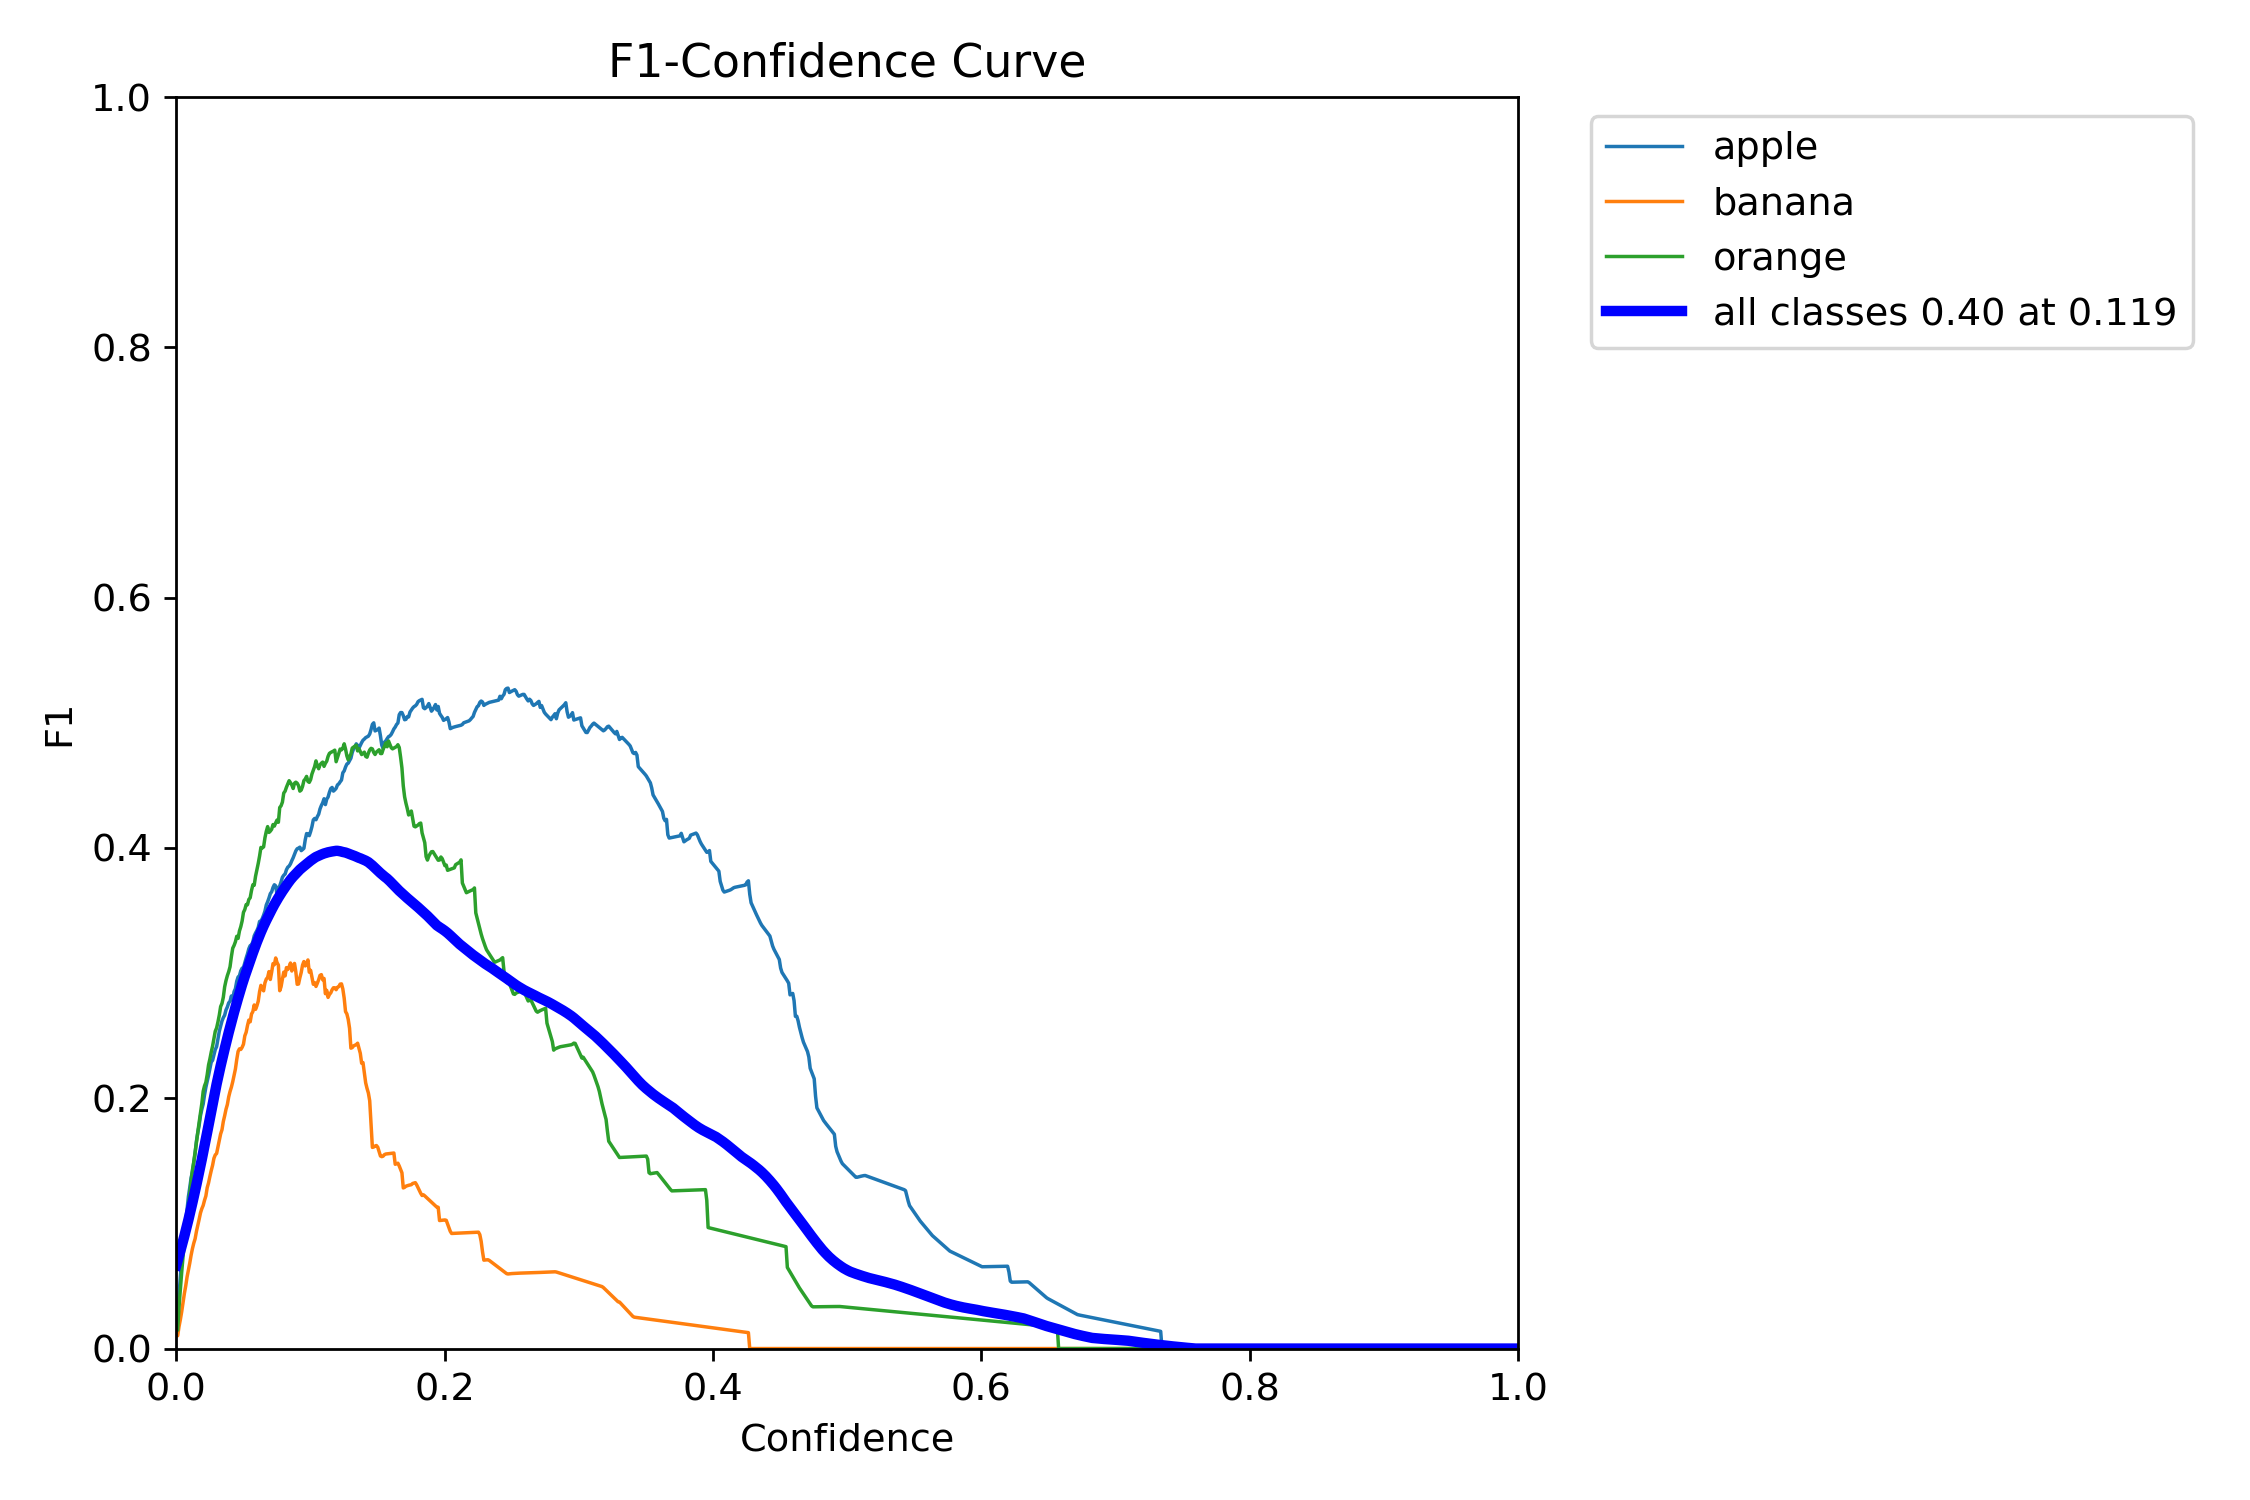 F1-Confidence Curve
1.0
0.8
0.6
0.4
0.2
0.0
F1
0.0 0.2 0.4 0.6 0.8 1.0
Confidence
apple
banana
orange
all classes 0.40 at 0.119